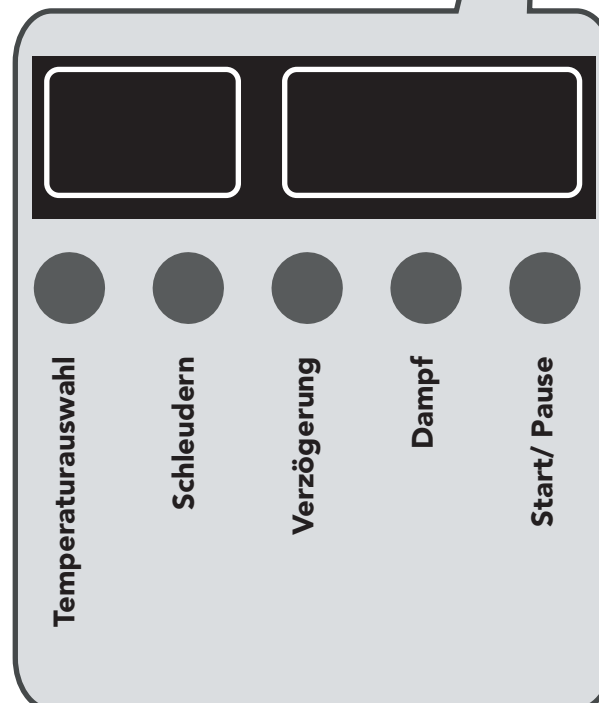 Temperaturauswahl
Schleudern
Verzögerung
Dampf
Start/ Pause